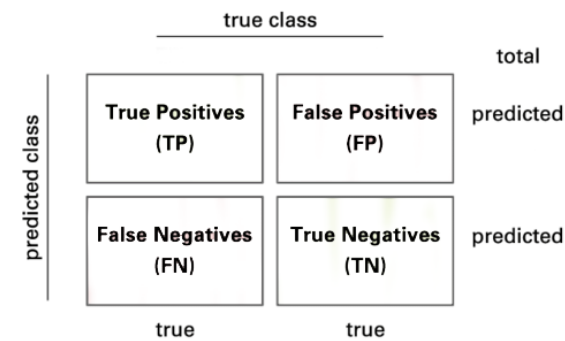 true class
total
True Positives
(TP)
False Positives
(FP)
predicted
predicted class
False Negatives
(FN)
True Negatives
(TN)
predicted
true
true